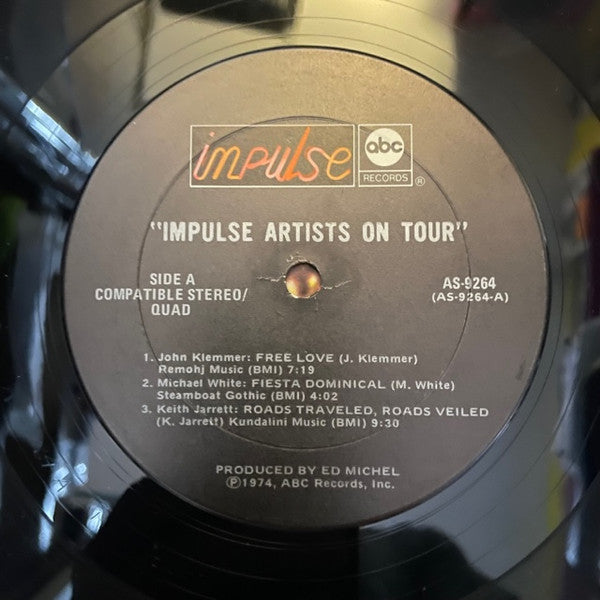 impulse
abc
RECORDS ®
"IMPULSE ARTISTS ON TOUR"
SIDE A
COMPATIBLE STEREO/
QUAD
AS-9264
(AS-9264-A)
1. John Klemmer: FREE LOVE (J. Klemmer)
Remohj Music (BMI) 7:19
2. Michael White: FIESTA DOMINICAL (M. White)
Steamboat Gothic (BMI) 4:02
3. Keith Jarrett: ROADS TRAVELED, ROADS VEILED
(K. Jarrett) Kundalini Music (BMI) 9:30
PRODUCED BY ED MICHEL
℗1974, ABC Records, Inc.